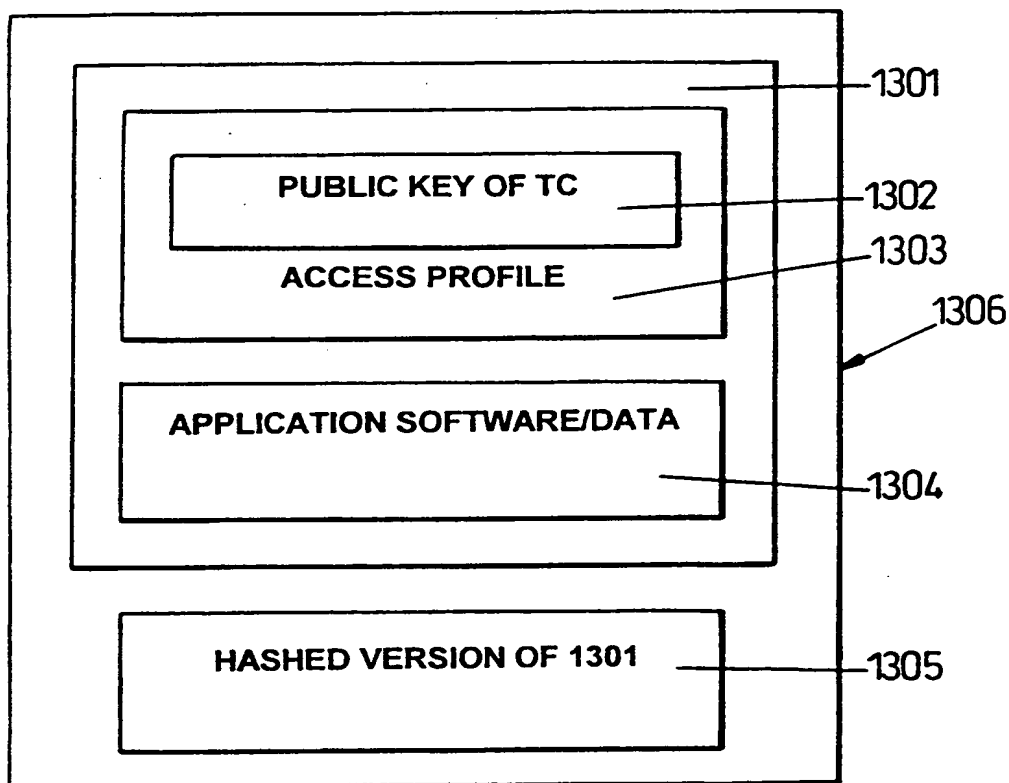 1301
PUBLIC KEY OF TC
1302
ACCESS PROFILE
1303
1306
APPLICATION SOFTWARE/DATA
1304
HASHED VERSION OF 1301
1305